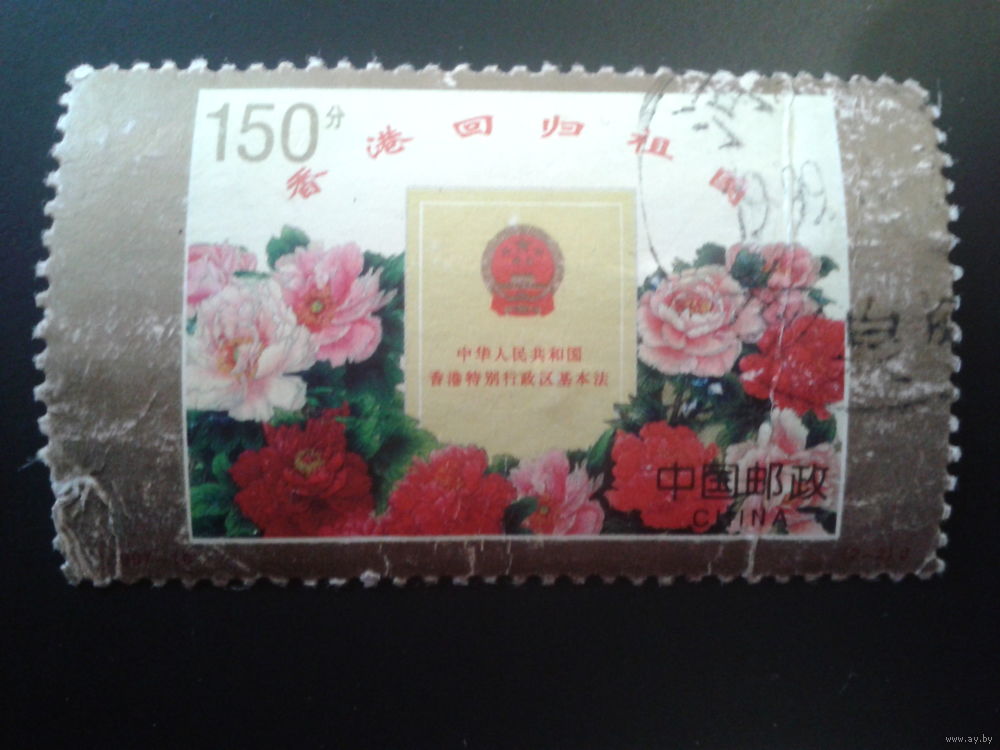 150分
香港回归祖国
中华人民共和国
香港特别行政区基本法
中国邮政
CHINA
www.ay.by